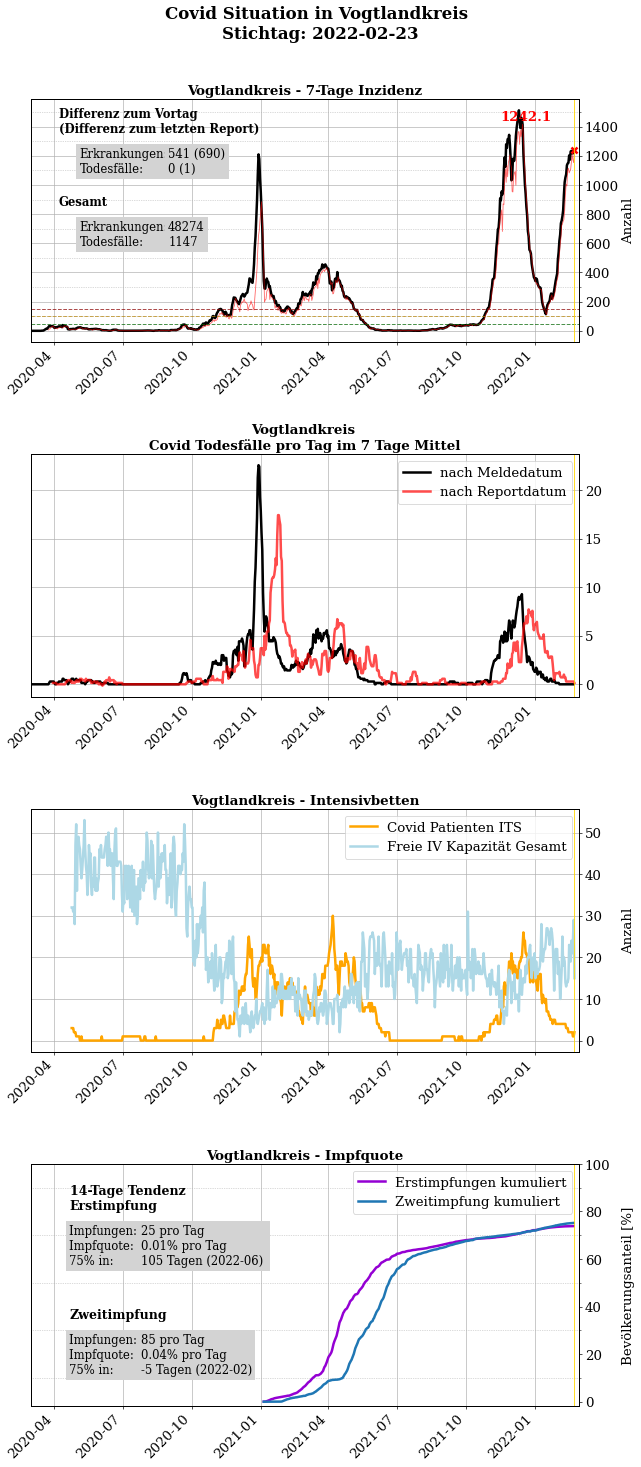 Covid Situation in Vogtlandkreis
Stichtag: 2022-02-23
Vogtlandkreis - 7-Tage Inzidenz
Differenz zum Vortag
(Differenz zum letzten Report)
Erkrankungen 541 (690)
Todesfälle: 0 (1)
Gesamt
Erkrankungen 48274
Todesfälle: 1147
1242.1
1400
1200
1000
800
600
400
200
0
Anzahl
2020-04
2020-07
2020-10
2021-01
2021-04
2021-07
2021-10
2022-01
Vogtlandkreis
Covid Todesfälle pro Tag im 7 Tage Mittel
nach Meldedatum
nach Reportdatum
20
15
10
5
0
2020-04
2020-07
2020-10
2021-01
2021-04
2021-07
2021-10
2022-01
Vogtlandkreis - Intensivbetten
Covid Patienten ITS
Freie IV Kapazität Gesamt
50
40
30
20
10
0
Anzahl
2020-04
2020-07
2020-10
2021-01
2021-04
2021-07
2021-10
2022-01
Vogtlandkreis - Impfquote
14-Tage Tendenz
Erstimpfung
Impfungen: 25 pro Tag
Impfquote: 0.01% pro Tag
75% in: 105 Tagen (2022-06)
Zweitimpfung
Impfungen: 85 pro Tag
Impfquote: 0.04% pro Tag
75% in: -5 Tagen (2022-02)
Erstimpfungen kumuliert
Zweitimpfung kumuliert
100
80
60
40
20
0
Bevölkerungsanteil [%]
2020-04
2020-07
2020-10
2021-01
2021-04
2021-07
2021-10
2022-01